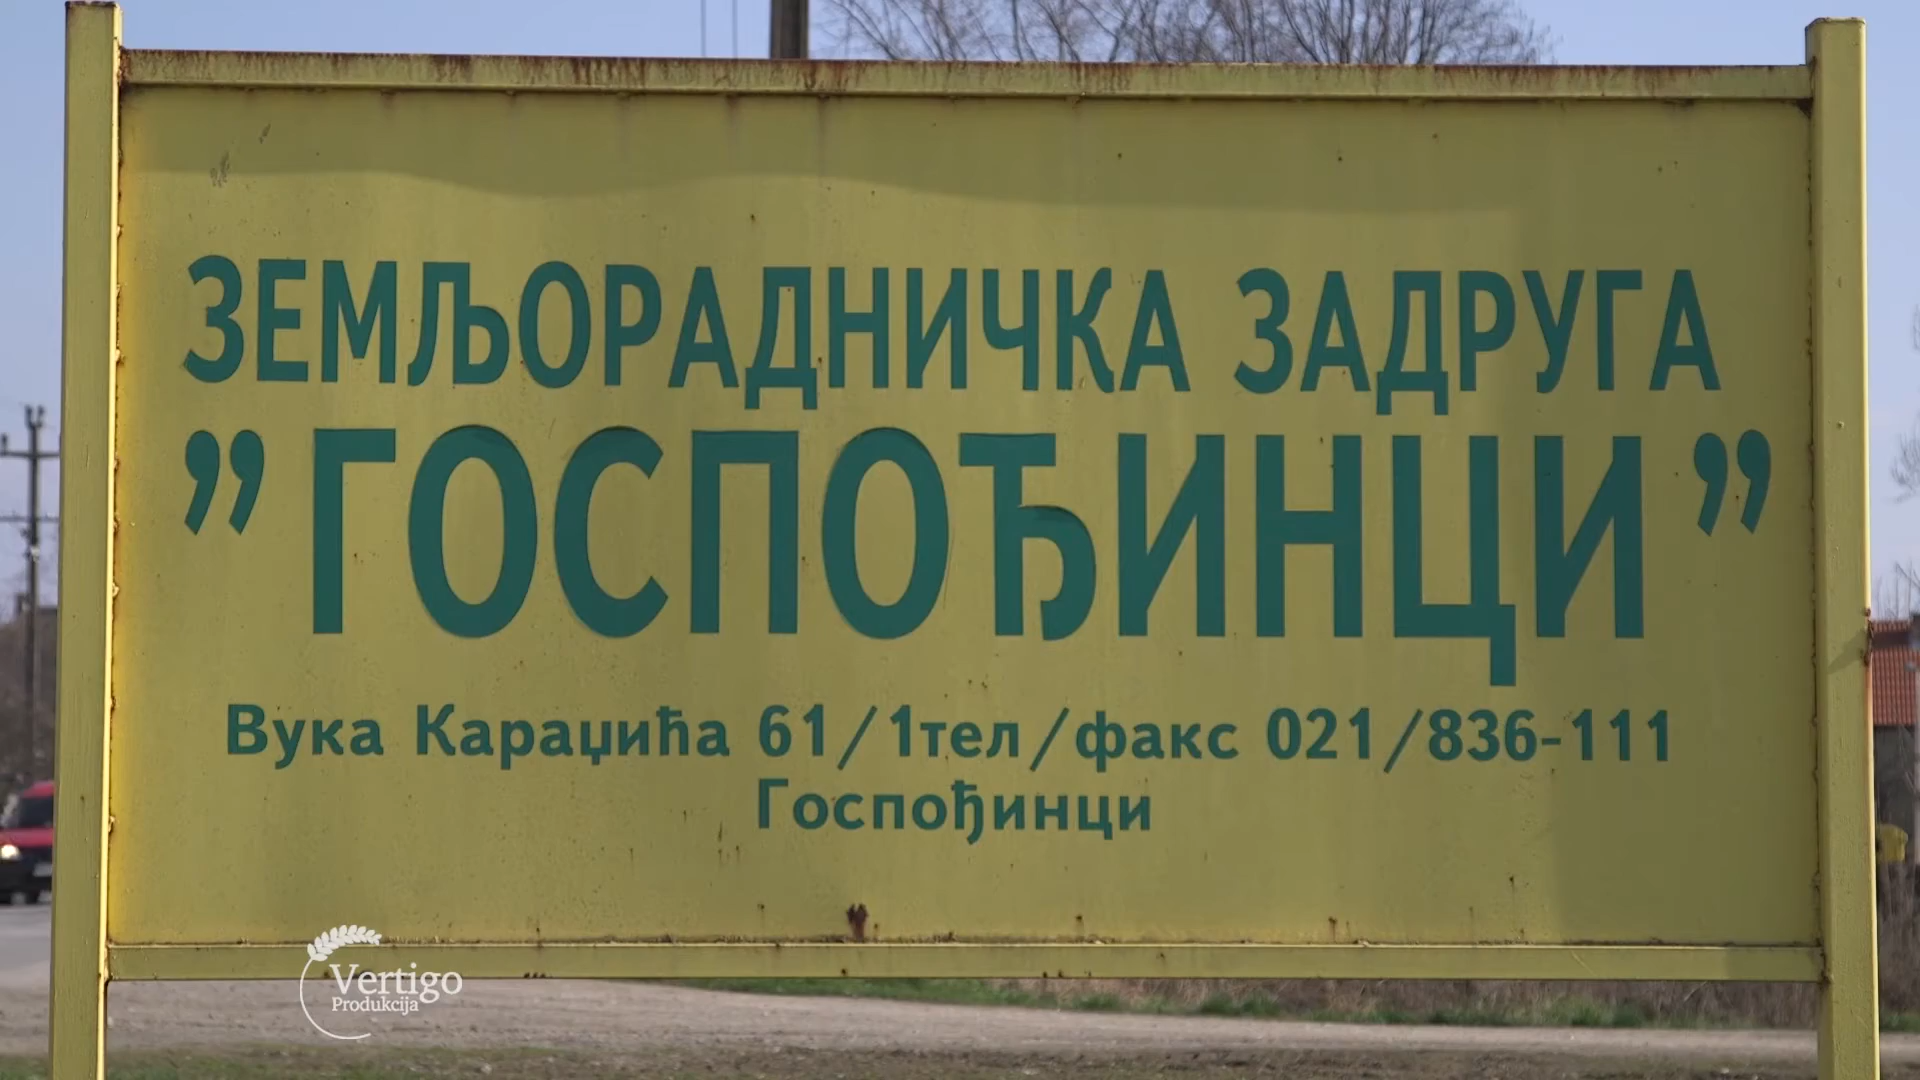 ЗЕМЉОРАДНИЧКА ЗАДРУГА
”ГОСПОЂИНЦИ”
Вука Караџића 61/1тел/факс 021/836-111
Госпођинци
Vertigo
Produkcija